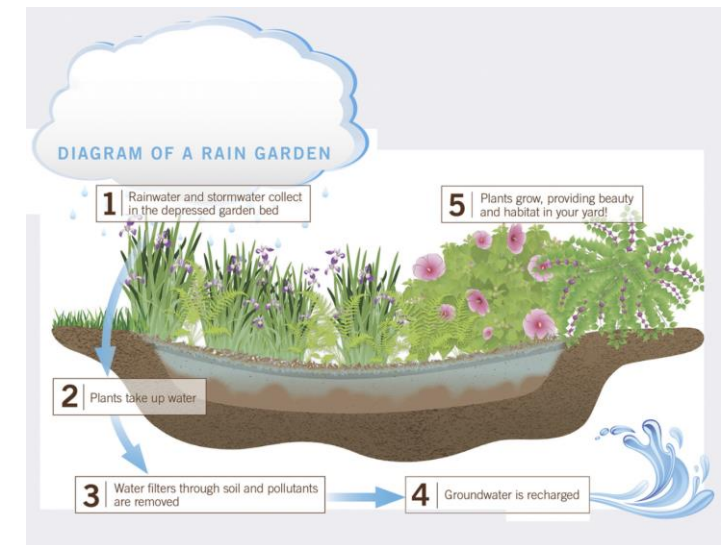 DIAGRAM OF A RAIN GARDEN
1
Rainwater and stormwater collect
in the depressed garden bed
5
Plants grow, providing beauty
and habitat in your yard!
2
Plants take up water
3
Water filters through soil and pollutants
are removed
4
Groundwater is recharged